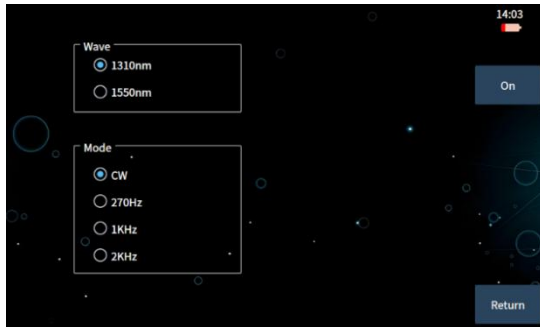 14:03
Wave
1310nm
1550nm
On
Mode
CW
270Hz
1KHz
2KHz
Return